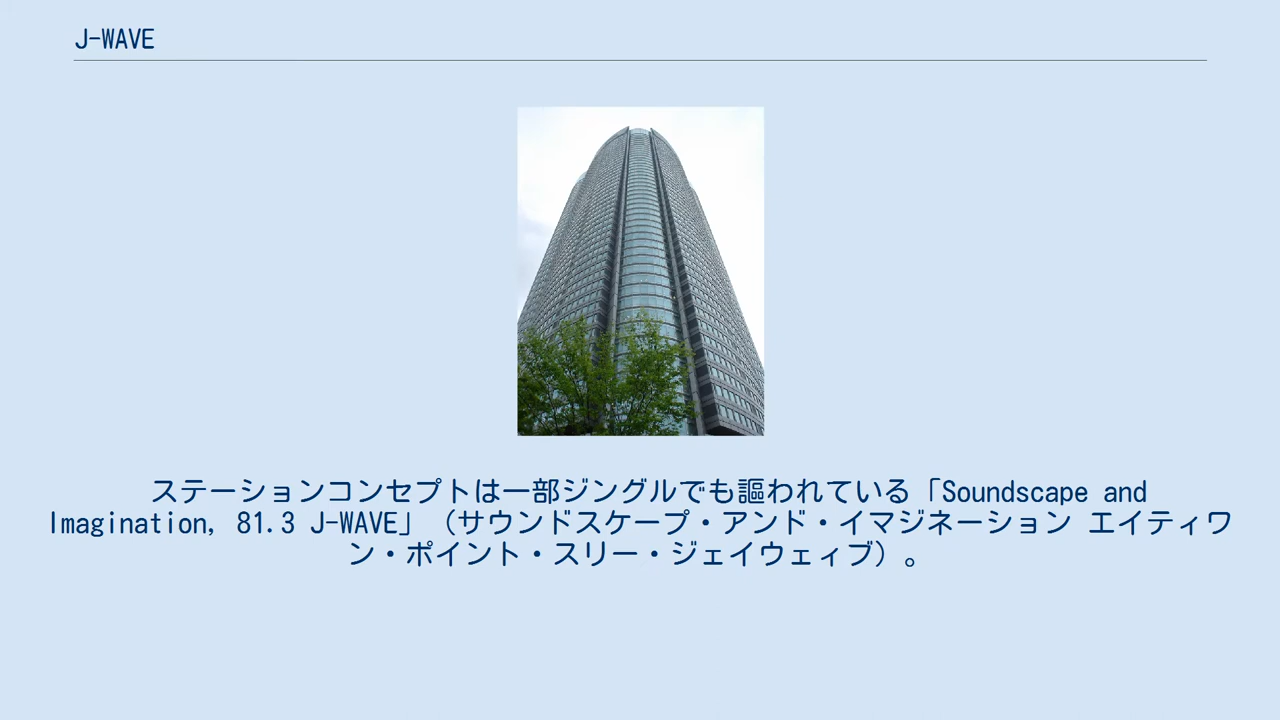 J-WAVE
ステーションコンセプトは一部ジングルでも謳われている「Soundscape and
Imagination, 81.3 J-WAVE」（サウンドスケープ・アンド・イマジネーション エイティワ
ン・ポイント・スリー・ジェイウェィブ）。